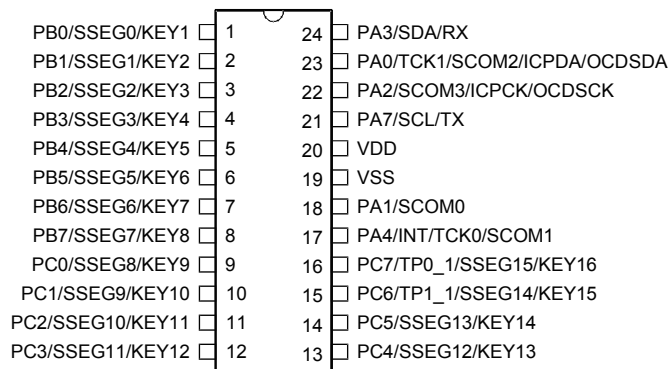 PB0/SSEG0/KEY1 1 24 PA3/SDA/RX
PB1/SSEG1/KEY2 2 23 PA0/TCK1/SCOM2/ICPDA/OCDSDA
PB2/SSEG2/KEY3 3 22 PA2/SCOM3/ICPCK/OCDSCK
PB3/SSEG3/KEY4 4 21 PA7/SCL/TX
PB4/SSEG4/KEY5 5 20 VDD
PB5/SSEG5/KEY6 6 19 VSS
PB6/SSEG6/KEY7 7 18 PA1/SCOM0
PB7/SSEG7/KEY8 8 17 PA4/INT/TCK0/SCOM1
PC0/SSEG8/KEY9 9 16 PC7/TP0_1/SSEG15/KEY16
PC1/SSEG9/KEY10 10 15 PC6/TP1_1/SSEG14/KEY15
PC2/SSEG10/KEY11 11 14 PC5/SSEG13/KEY14
PC3/SSEG11/KEY12 12 13 PC4/SSEG12/KEY13